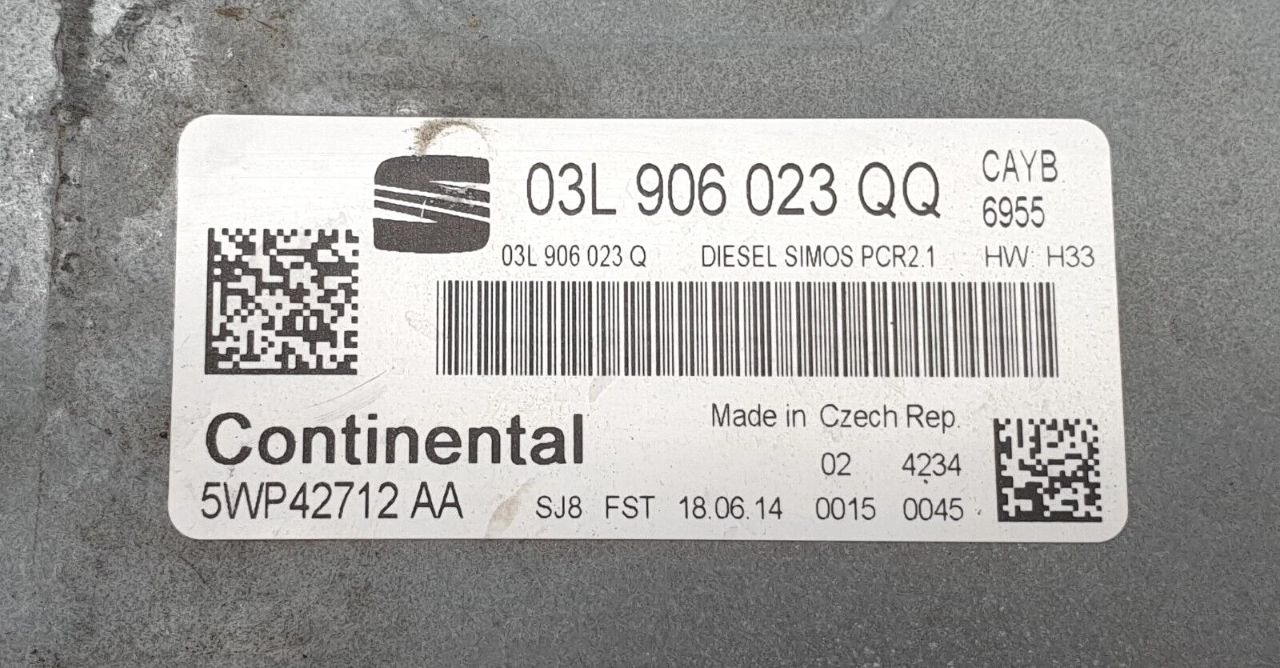 03L 906 023 QQ CAYB
6955
03L 906 023 Q DIESEL SIMOS PCR2.1 HW: H33
Made in Czech Rep.
Continental
02 4234
5WP42712 AA SJ8 FST 18.06.14 0015 0045